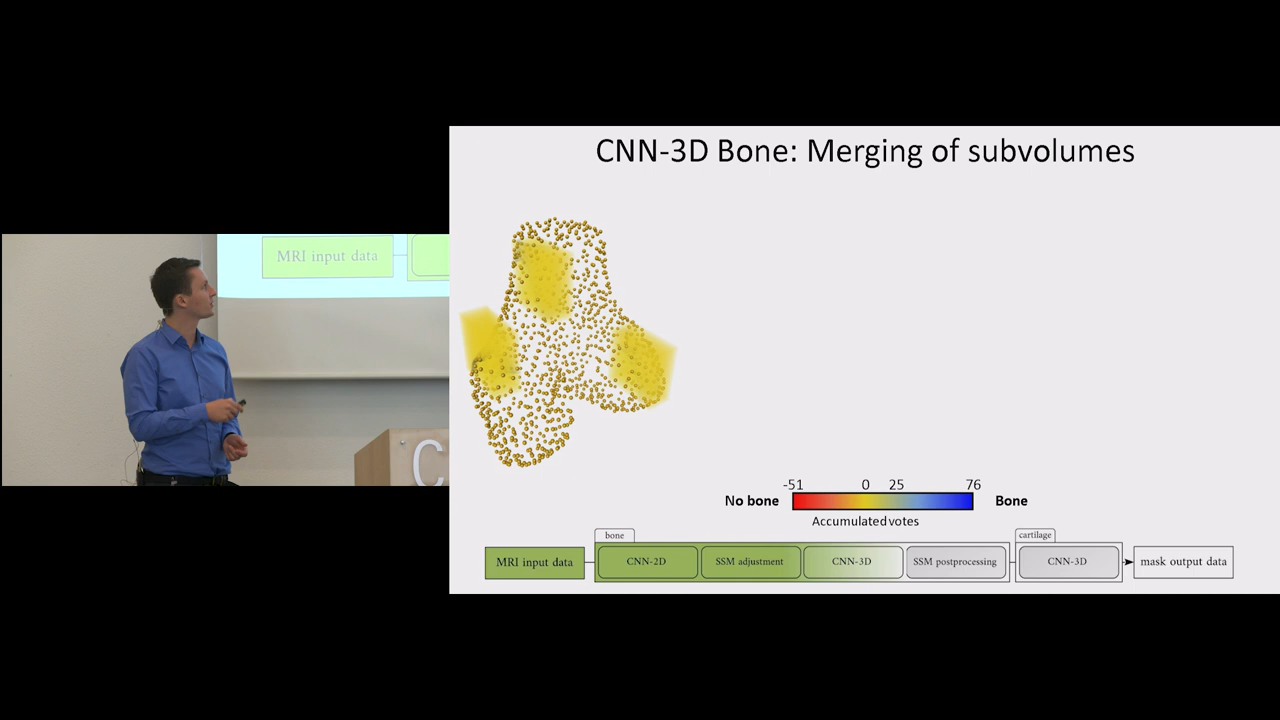 CNN-3D Bone: Merging of subvolumes
MRI input data
C
-51 0 25 76
No bone Bone
Accumulated votes
bone cartilage
MRI input data CNN-2D SSM adjustment CNN-3D SSM postprocessing CNN-3D mask output data